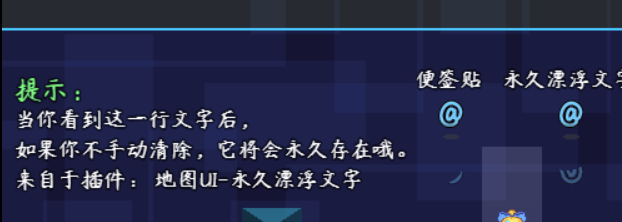 便签贴 永久漂浮文字
@ @
提示：
当你看到这一行文字后，
如果你不手动清除，它将会永久存在哦。
来自于插件：地图UI-永久漂浮文字